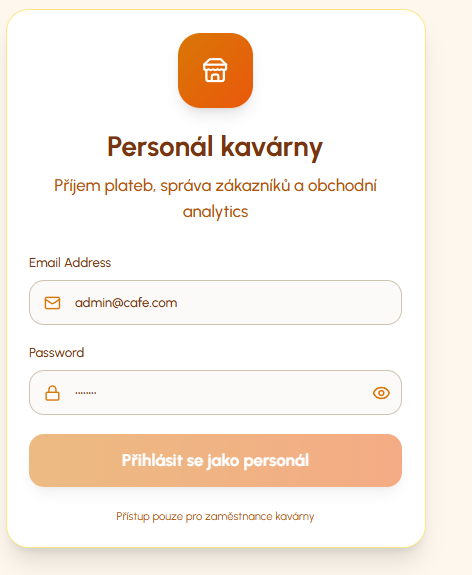 Personál kavárny
Příjem plateb, správa zákazníků a obchodní
analytics
Email Address
admin@cafe.com
Password
········
Přihlásit se jako personál
Přístup pouze pro zaměstnance kavárny